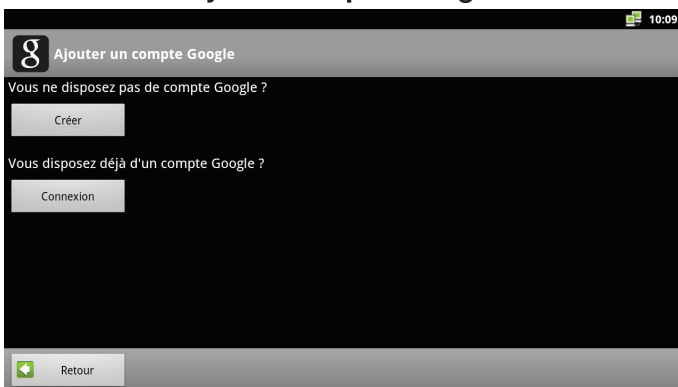 10:09
g Ajouter un compte Google
Vous ne disposez pas de compte Google ?
Créer
Vous disposez déjà d'un compte Google ?
Connexion
Retour